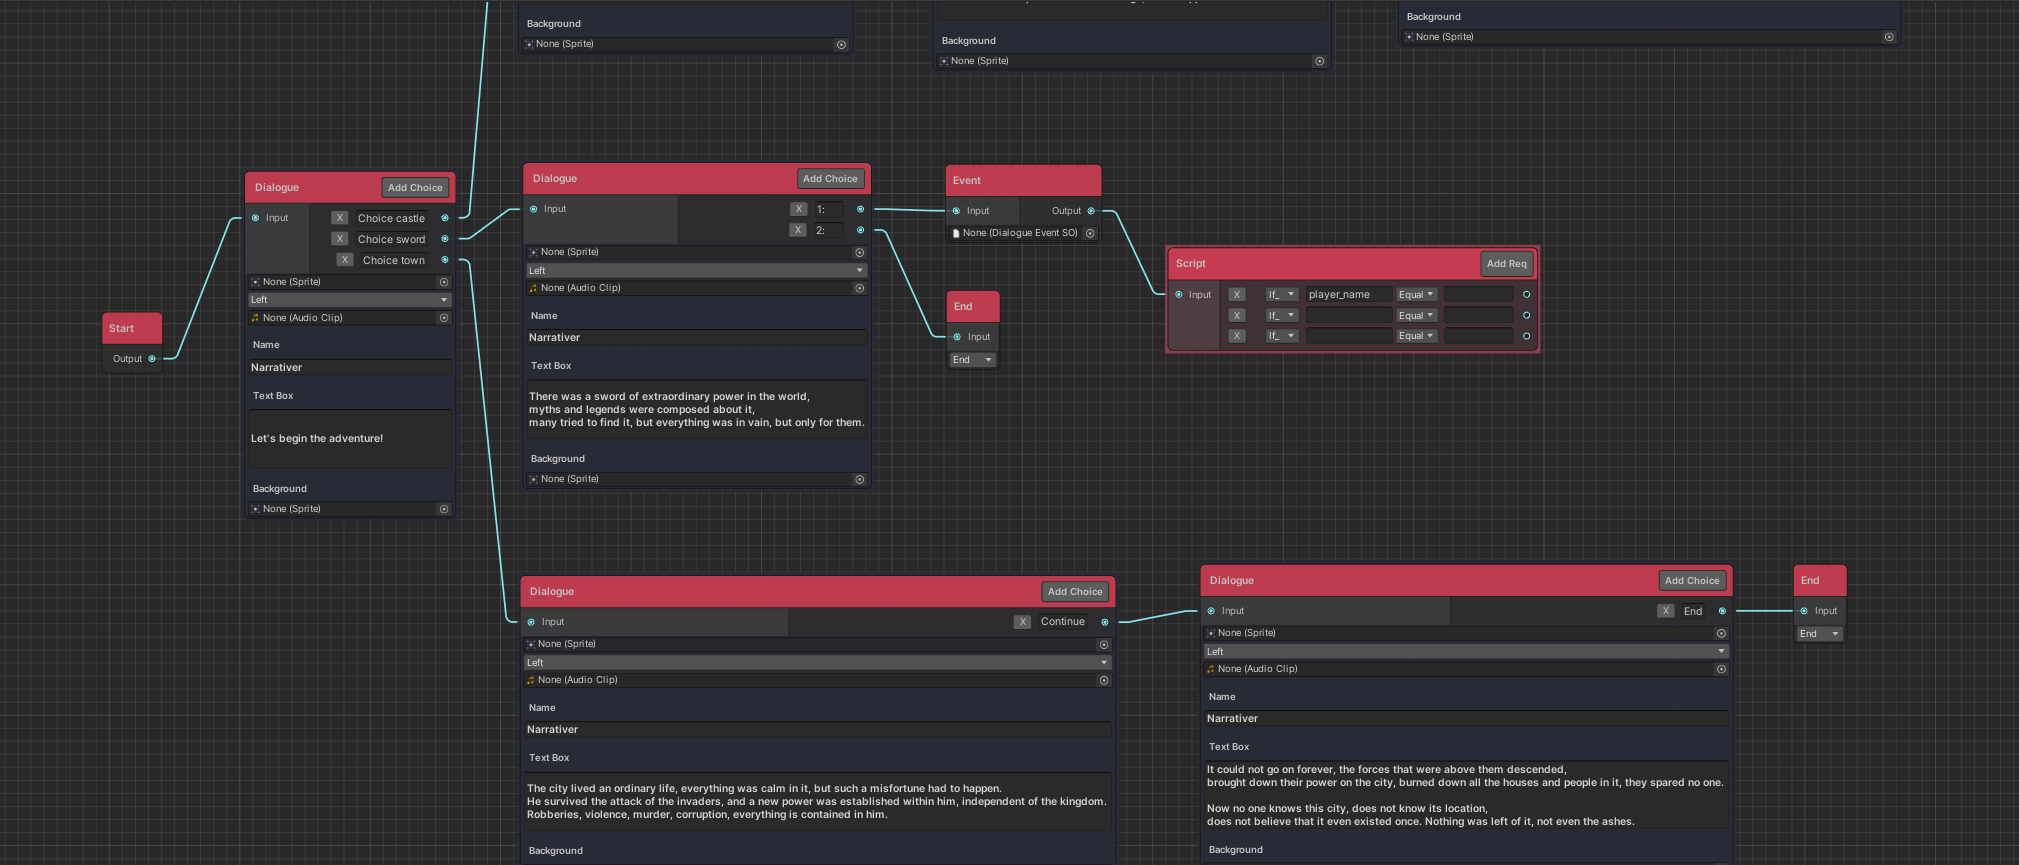 Background
None (Sprite)
Background
None (Sprite)
Background
None (Sprite)
Start
Output
Dialogue
Add Choice
Input
X Choice castle
X Choice sword
X Choice town
None (Sprite)
Left
None (Audio Clip)
Name
Narrativer
Text Box
Let's begin the adventure!
Background
None (Sprite)
Dialogue
Add Choice
Input
X 1:
X 2:
None (Sprite)
Left
None (Audio Clip)
Name
Narrativer
Text Box
There was a sword of extraordinary power in the world,
myths and legends were composed about it,
many tried to find it, but everything was in vain, but only for them.
Background
None (Sprite)
Event
Input Output
None (Dialogue Event SO)
End
Input
End
Script
Add Req
Input X If_ player_name Equal
X If_ Equal
X If_ Equal
Dialogue
Add Choice
Input
X Continue
None (Sprite)
Left
None (Audio Clip)
Name
Narrativer
Text Box
The city lived an ordinary life, everything was calm in it, but such a misfortune had to happen.
He survived the attack of the invaders, and a new power was established within him, independent of the kingdom.
Robberies, violence, murder, corruption, everything is contained in him.
Background
Dialogue
Add Choice
Input
X End
None (Sprite)
Left
None (Audio Clip)
Name
Narrativer
Text Box
It could not go on forever, the forces that were above them descended,
brought down their power on the city, burned down all the houses and people in it, they spared no one.
Now no one knows this city, does not know its location,
does not believe that it even existed once. Nothing was left of it, not even the ashes.
Background
End
Input
End